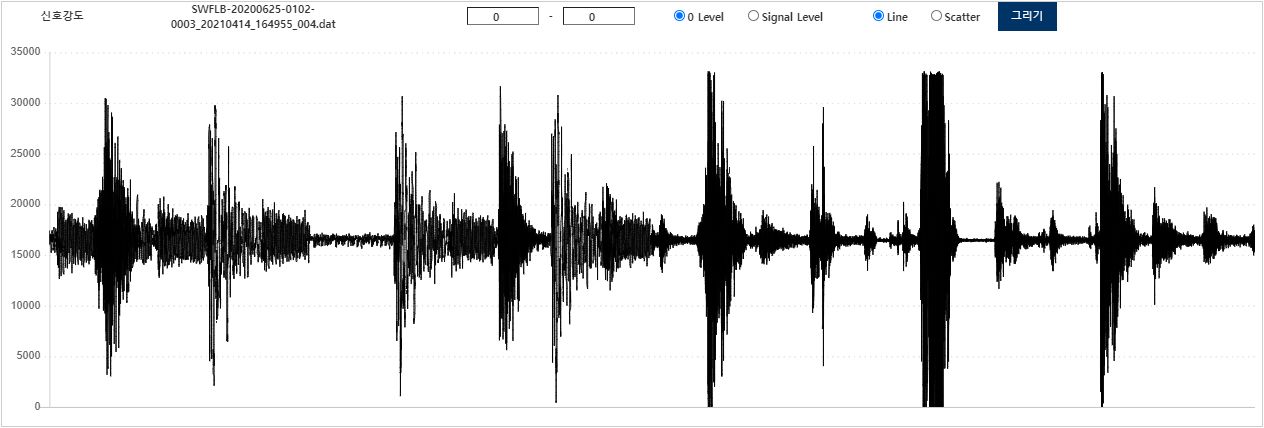 신호강도
SWFLB-20200625-0102-
0003_20210414_164955_004.dat
0 - 0
0 Level
Signal Level
Line
Scatter
그리기
35000
30000
25000
20000
15000
10000
5000
0